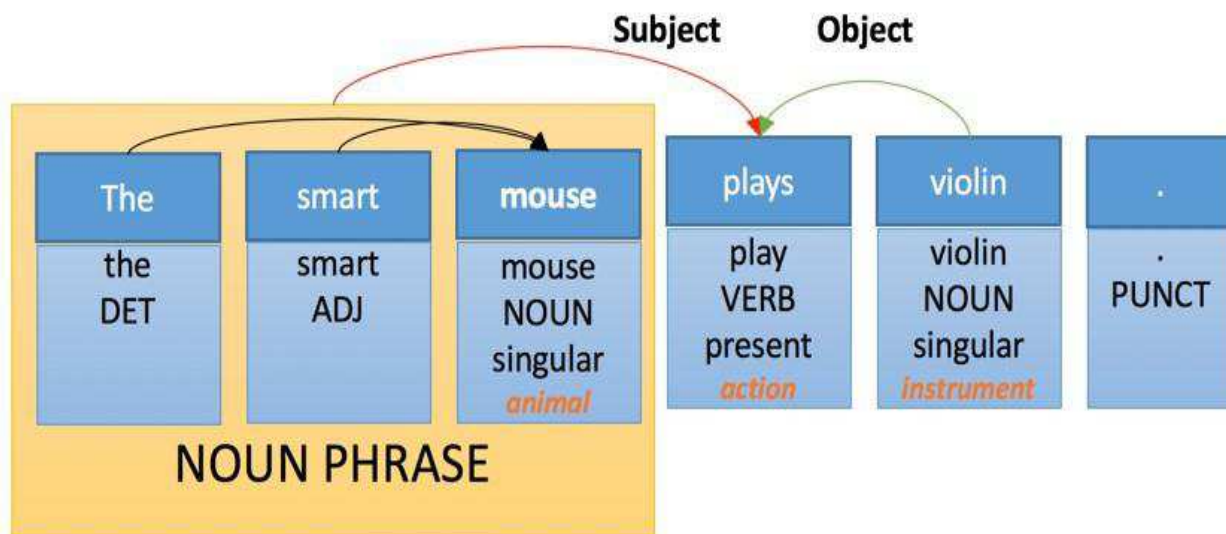 Subject Object
The smart mouse plays violin .
the smart mouse play violin .
DET ADJ NOUN VERB NOUN PUNCT
singular present singular
animal action instrument
NOUN PHRASE